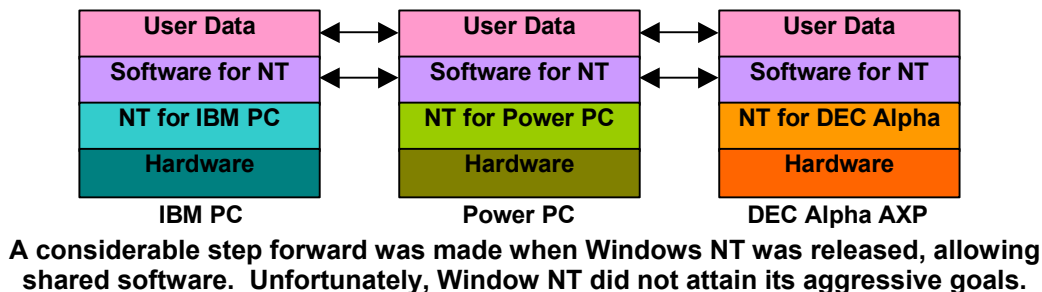 User Data User Data User Data
Software for NT Software for NT Software for NT
NT for IBM PC NT for Power PC NT for DEC Alpha
Hardware Hardware Hardware
IBM PC Power PC DEC Alpha AXP
A considerable step forward was made when Windows NT was released, allowing
shared software. Unfortunately, Window NT did not attain its aggressive goals.